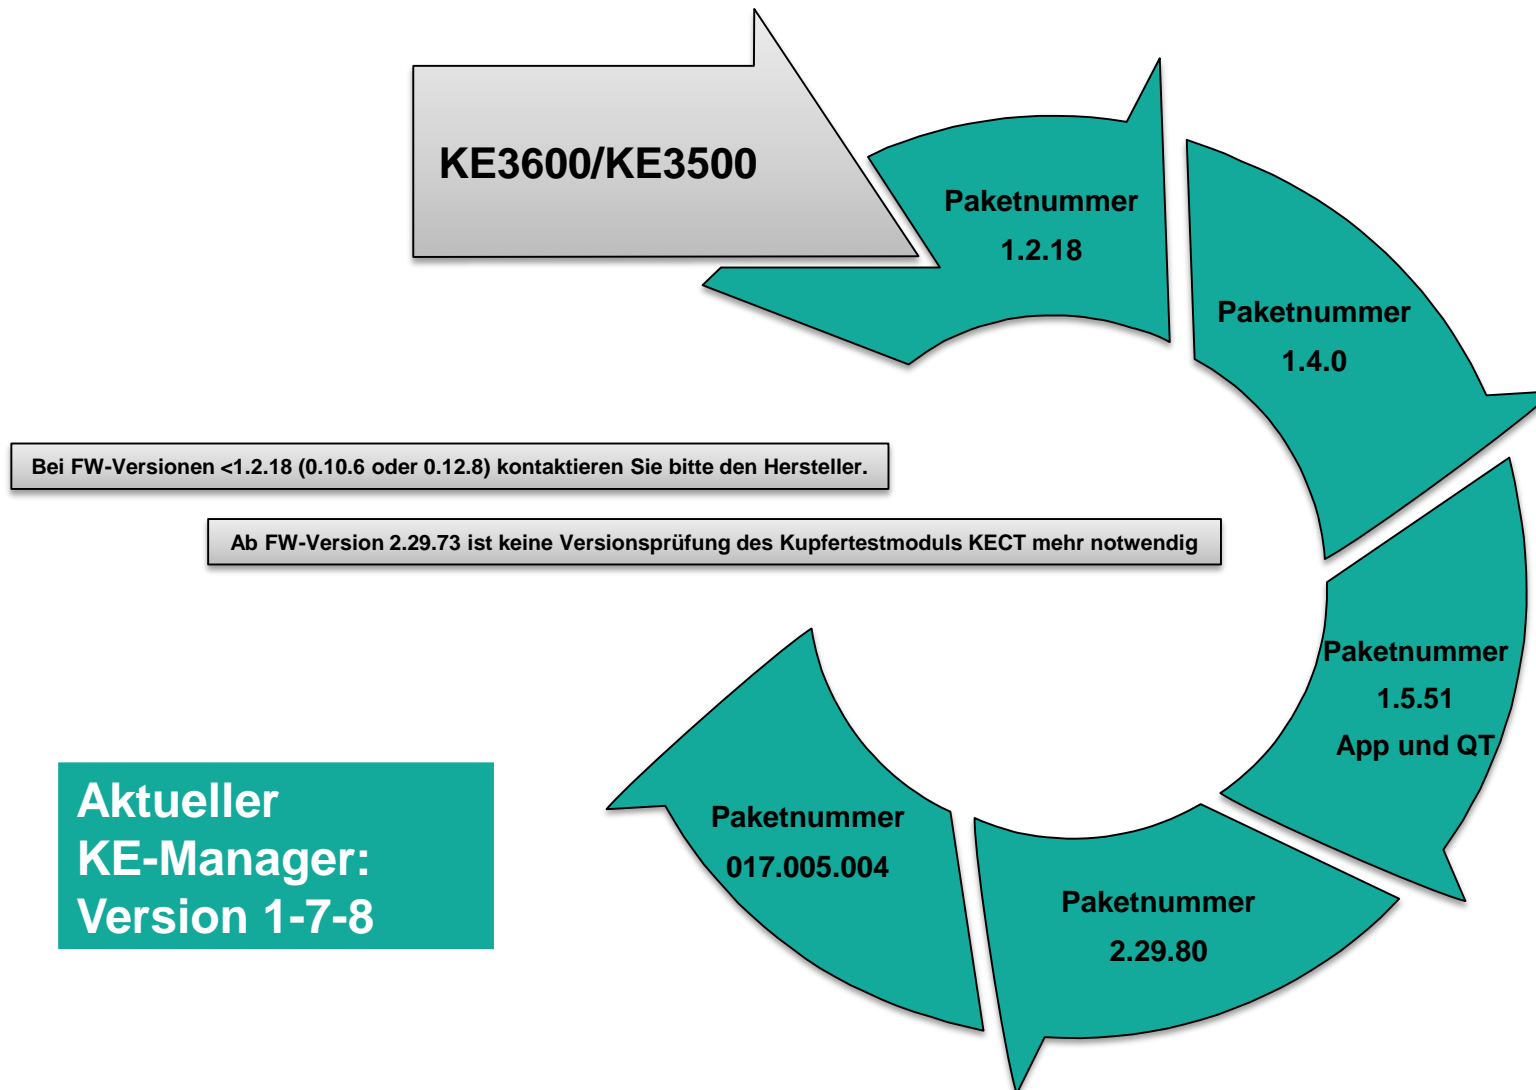 KE3600/KE3500
Paketnummer
1.2.18
Paketnummer
1.4.0
Bei FW-Versionen <1.2.18 (0.10.6 oder 0.12.8) kontaktieren Sie bitte den Hersteller.
Ab FW-Version 2.29.73 ist keine Versionsprüfung des Kupfertestmoduls KECT mehr notwendig
Paketnummer
1.5.51
App und QT
Paketnummer
2.29.80
Paketnummer
017.005.004
Aktueller
KE-Manager:
Version 1-7-8